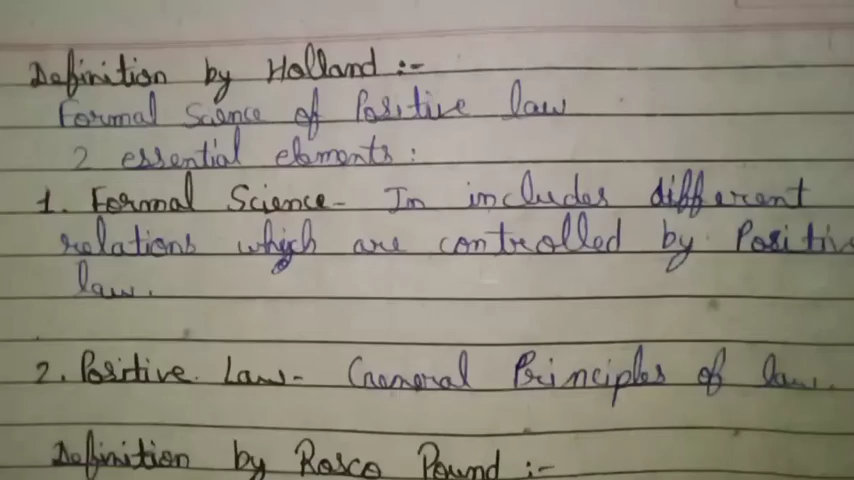 Definition by Holland :-
Formal Science of Positive law
2 essential elements:
1. Formal Science- In includes different
relations which are controlled by Positive
law.
2. Positive Law- General Principles of law.
Definition by Rosco Pound :-